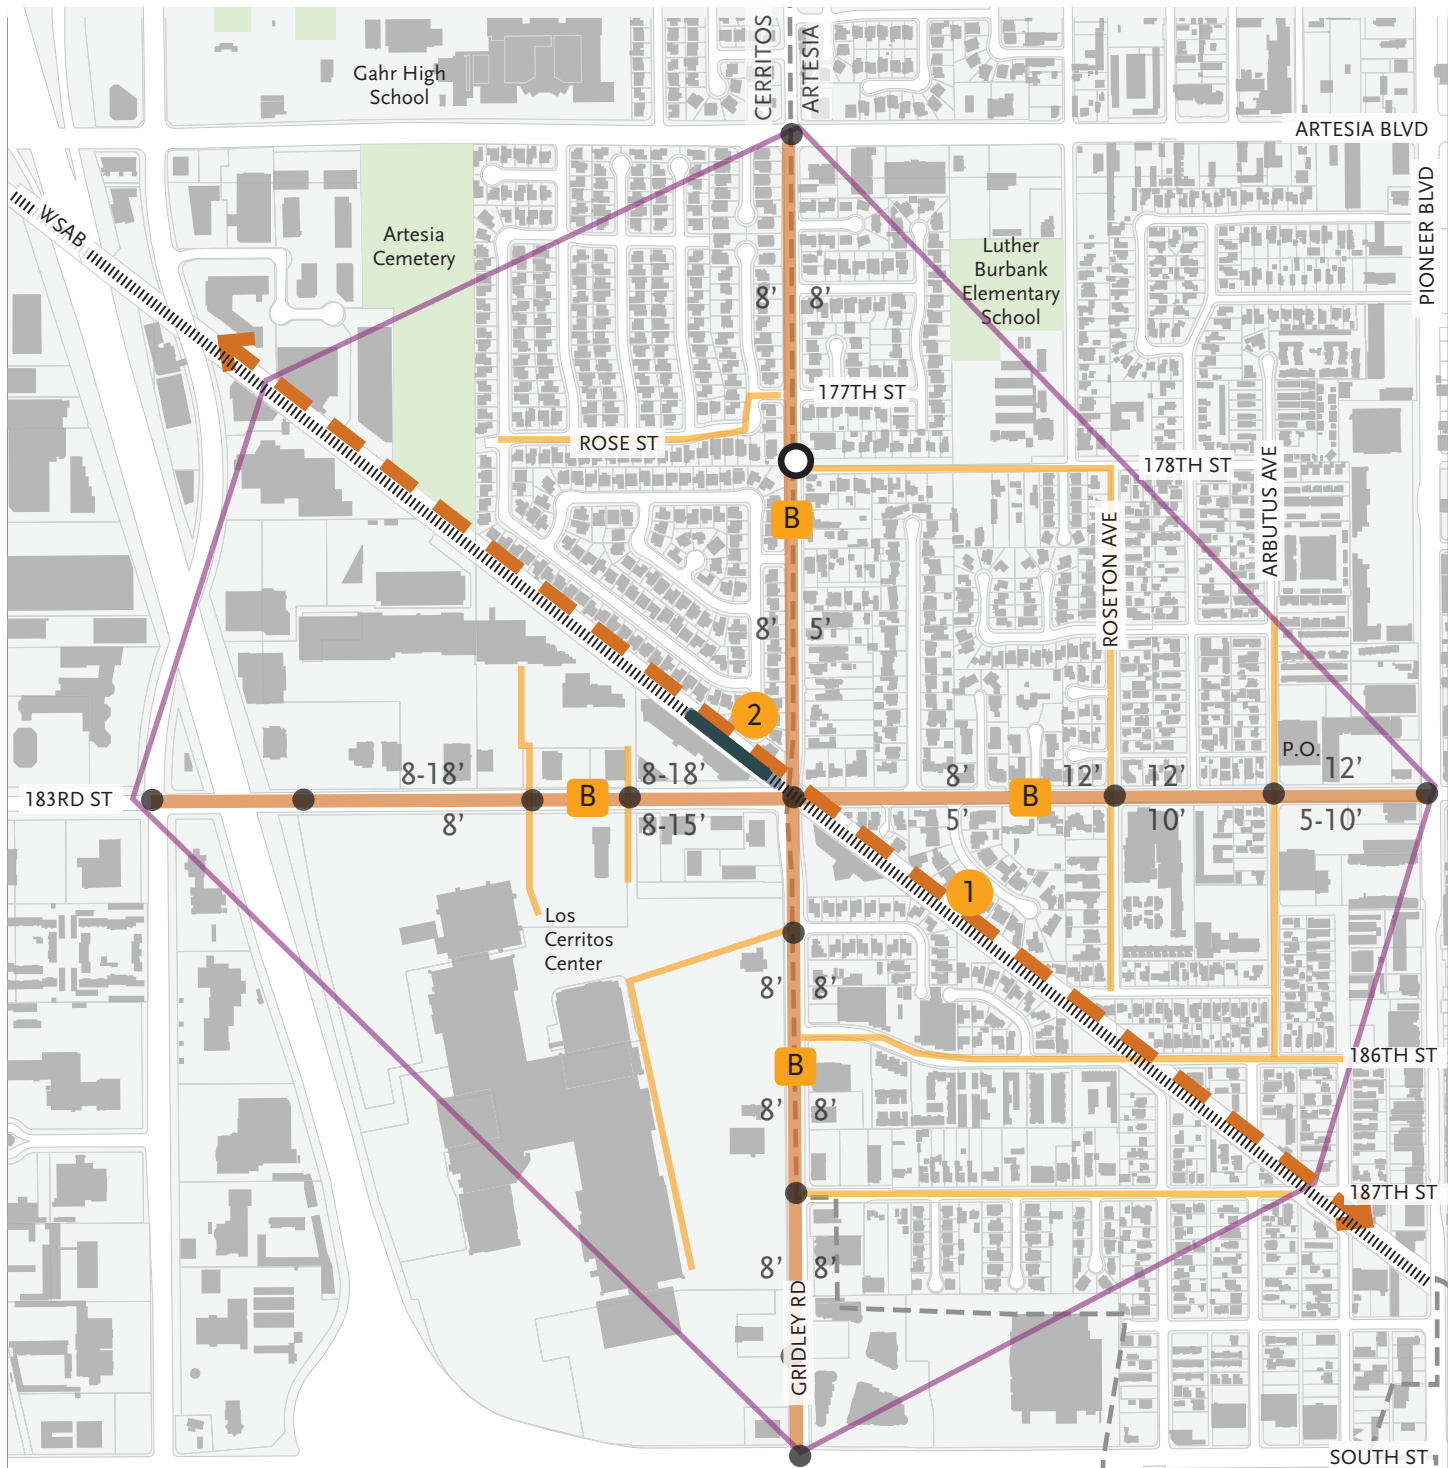 CERRITOS
ARTESIA
Gahr High
School
ARTESIA BLVD
PIONEER BLVD
WSAB
Artesia
Cemetery
Luther
Burbank
Elementary
School
8’
8’
177TH ST
ROSE ST
178TH ST
ARBUTUS AVE
ROSETON AVE
B
8’
5’
2
P.O.
183RD ST
8-18’
8-18’
8’
12’
12’
12’
B
B
8’
8-15’
5’
10’
5-10’
1
Los
Cerritos
Center
8’
8’
186TH ST
B
8’
8’
187TH ST
8’
8’
GRIDLEY RD
SOUTH ST